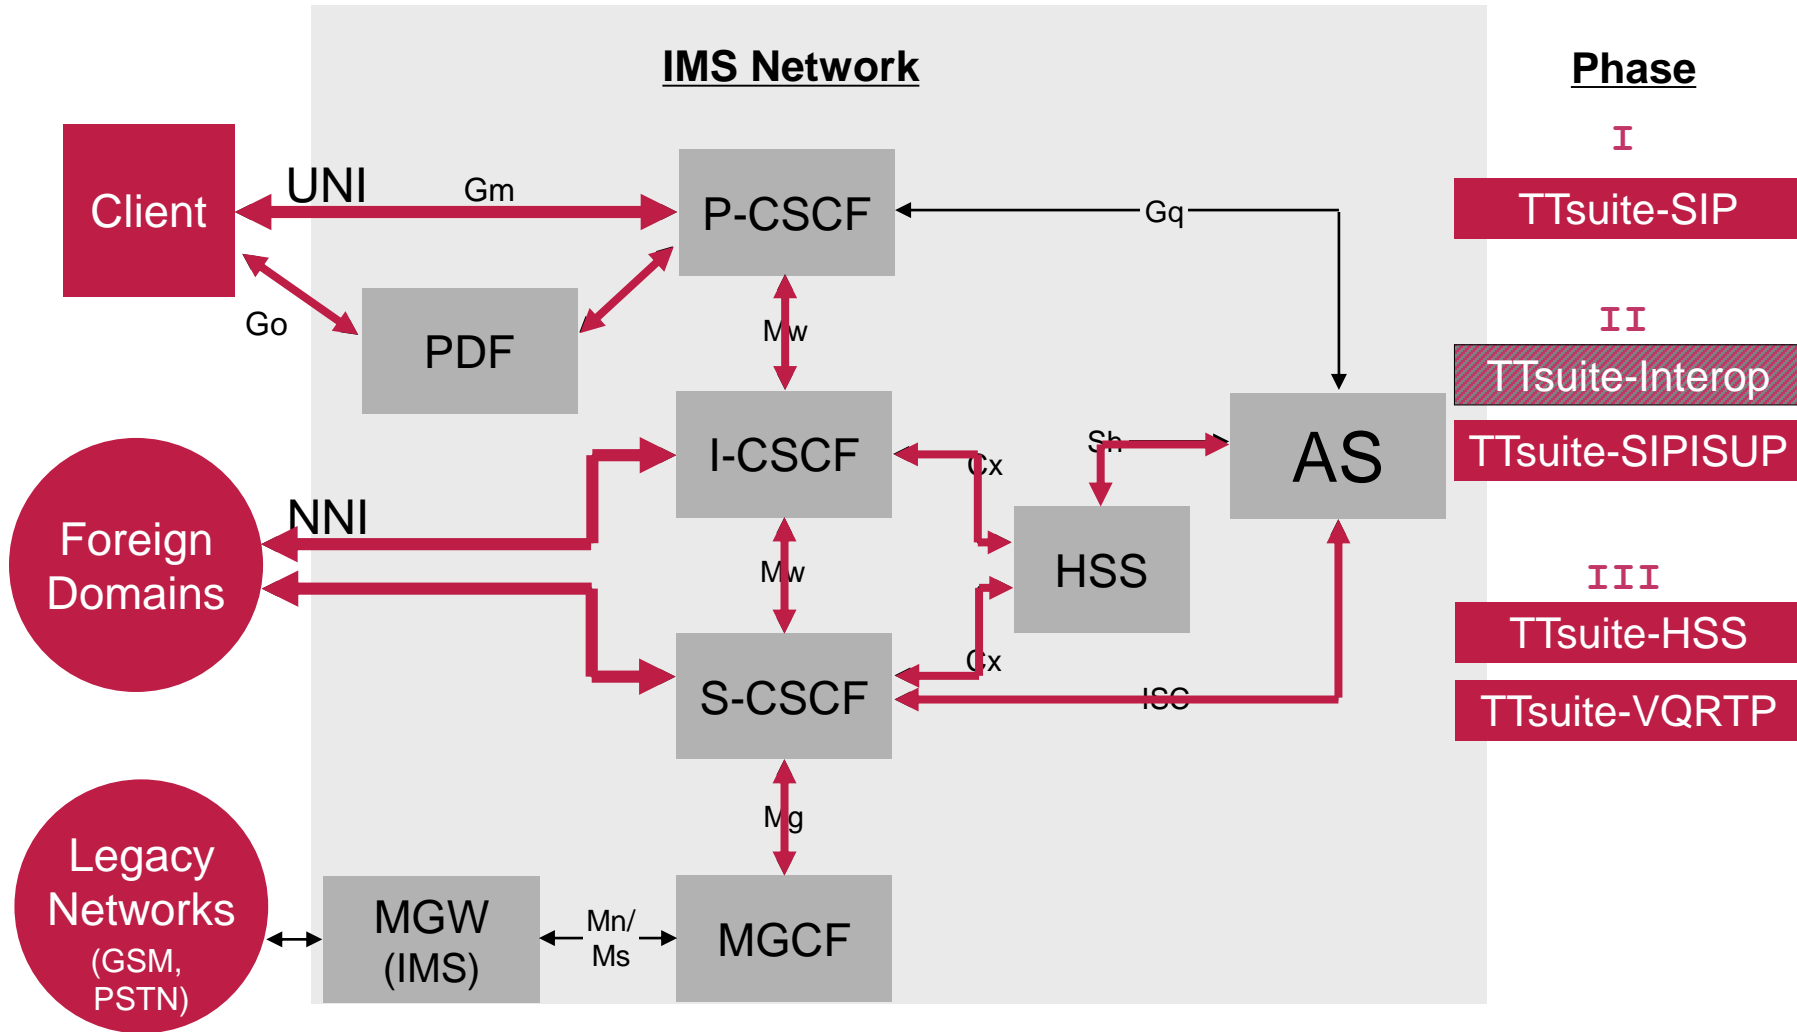 IMS Network
Phase
I
Client
UNI
Gm
P-CSCF
Gq
TTsuite-SIP
Go
PDF
Mw
II
TTsuite-Interop
I-CSCF
Cx
Sh
AS
TTsuite-SIPISUP
NNI
Foreign
Domains
Mw
HSS
III
TTsuite-HSS
S-CSCF
Cx
ISC
TTsuite-VQRTP
Mg
Legacy
Networks
(GSM,
PSTN)
MGW
(IMS)
Mn/
Ms
MGCF